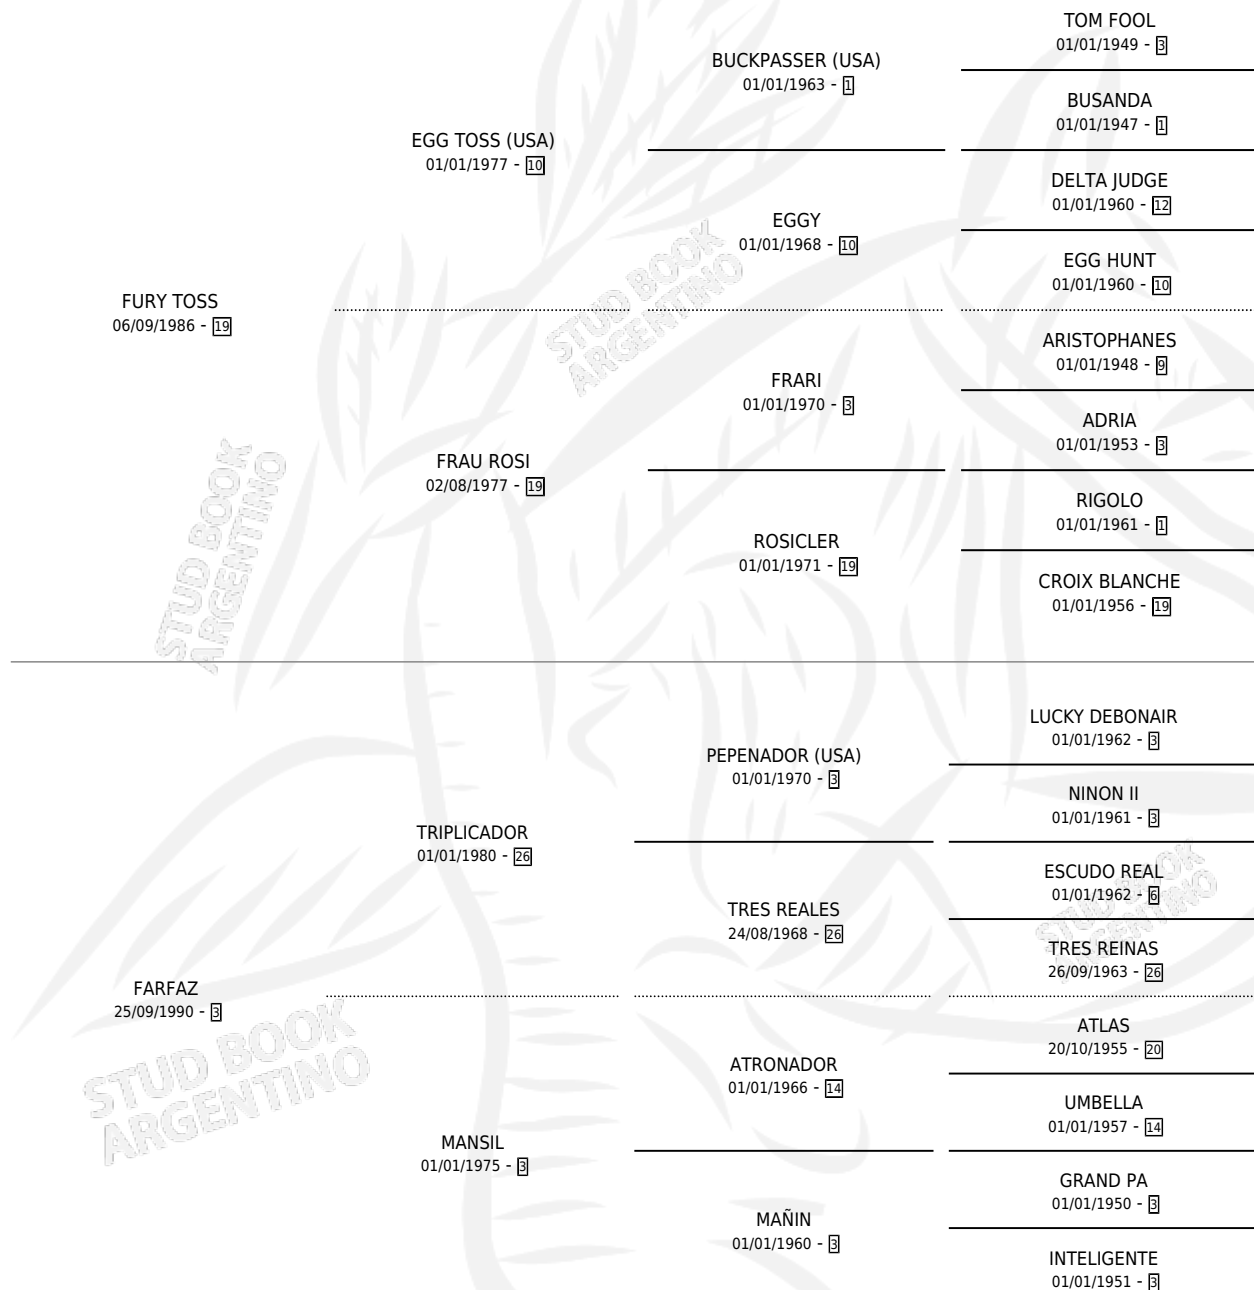 TOM FOOL
01/01/1949 - 3
BUCKPASSER (USA)
01/01/1963 - 1
BUSANDA
01/01/1947 - 1
EGG TOSS (USA)
01/01/1977 - 10
DELTA JUDGE
01/01/1960 - 12
EGGY
01/01/1968 - 10
EGG HUNT
01/01/1960 - 10
FURY TOSS
06/09/1986 - 19
ARISTOPHANES
01/01/1948 - 9
FRARI
01/01/1970 - 3
ADRIA
01/01/1953 - 3
FRAU ROSI
02/08/1977 - 19
RIGOLO
01/01/1961 - 1
ROSICLER
01/01/1971 - 19
CROIX BLANCHE
01/01/1956 - 19
LUCKY DEBONAIR
01/01/1962 - 3
PEPENADOR (USA)
01/01/1970 - 3
NINON II
01/01/1961 - 3
TRIPLICADOR
01/01/1980 - 26
ESCUDO REAL
01/01/1962 - 6
TRES REALES
24/08/1968 - 26
TRES REINAS
26/09/1963 - 26
FARFAZ
25/09/1990 - 3
ATLAS
20/10/1955 - 20
ATRONADOR
01/01/1966 - 14
UMBELLA
01/01/1957 - 14
MANSIL
01/01/1975 - 3
GRAND PA
01/01/1950 - 3
MAÑIN
01/01/1960 - 3
INTELIGENTE
01/01/1951 - 3
STUD BOOK
ARGENTINO
STUD BOOK
ARGENTINO
STUD BOOK
ARGENTINO
STUD BOOK
ARGENTINO